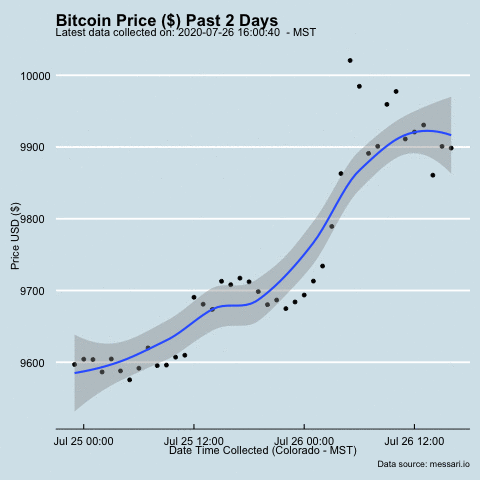 Bitcoin Price ($) Past 2 Days
Latest data collected on: 2020-07-26 16:00:40  - MST
10000
9900
9800
9700
9600
Price USD ($)
Jul 25 00:00 Jul 25 12:00 Jul 26 00:00 Jul 26 12:00
Date Time Collected (Colorado - MST)
Data source: messari.io